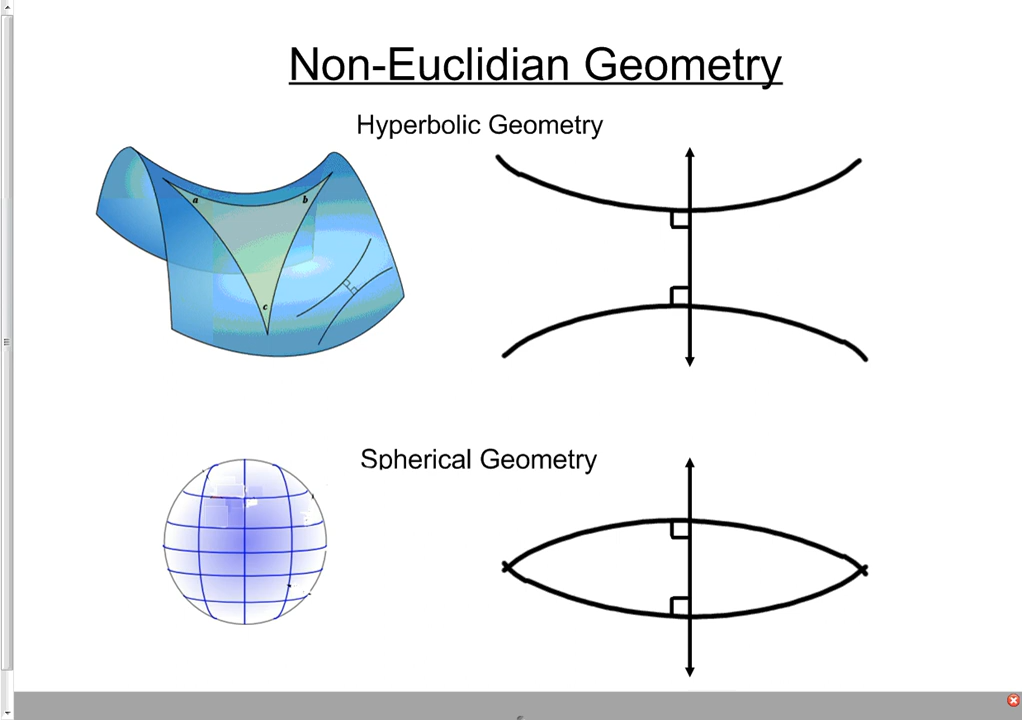 Non-Euclidian Geometry
Hyperbolic Geometry
a
b
c
Spherical Geometry